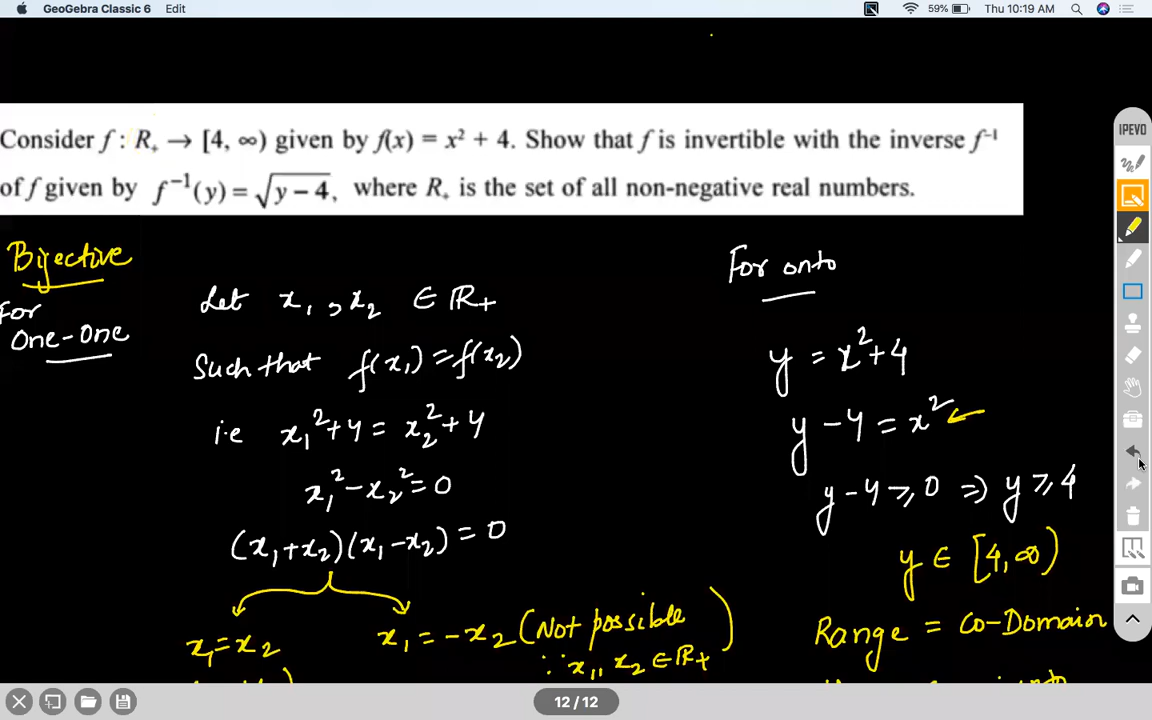 GeoGebra Classic 6 Edit
59% Thu 10:19 AM
Consider f : R₊ → [4, ∞) given by f(x) = x² + 4. Show that f is invertible with the inverse f⁻¹
of f given by f⁻¹(y) = √(y − 4), where R₊ is the set of all non-negative real numbers.
IPEVO
Bijective
For
One-One
Let x₁, x₂ ∈ ℝ+
Such that f(x₁) = f(x₂)
i.e x₁² + 4 = x₂² + 4
x₁² - x₂² = 0
(x₁+x₂)(x₁-x₂) = 0
x₁ = x₂
x₁ = -x₂ (Not possible
∵ x₁, x₂ ∈ ℝ+)
For onto
y = x² + 4
y - 4 = x²
y - 4 ⩾ 0 ⇒ y ⩾ 4
y ∈ [4, ∞)
Range = Co-Domain
12 / 12